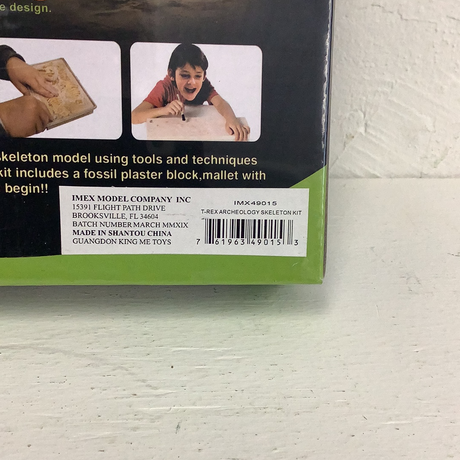 e design.
skeleton model using tools and techniques
kit includes a fossil plaster block,mallet with
begin!!
IMEX MODEL COMPANY INC
15391 FLIGHT PATH DRIVE
BROOKSVILLE, FL 34604
BATCH NUMBER MARCH MMXIX
MADE IN SHANTOU CHINA
GUANGDON KING ME TOYS
IMX49015
T-REX ARCHEOLOGY SKELETON KIT
7 61963 49015 3